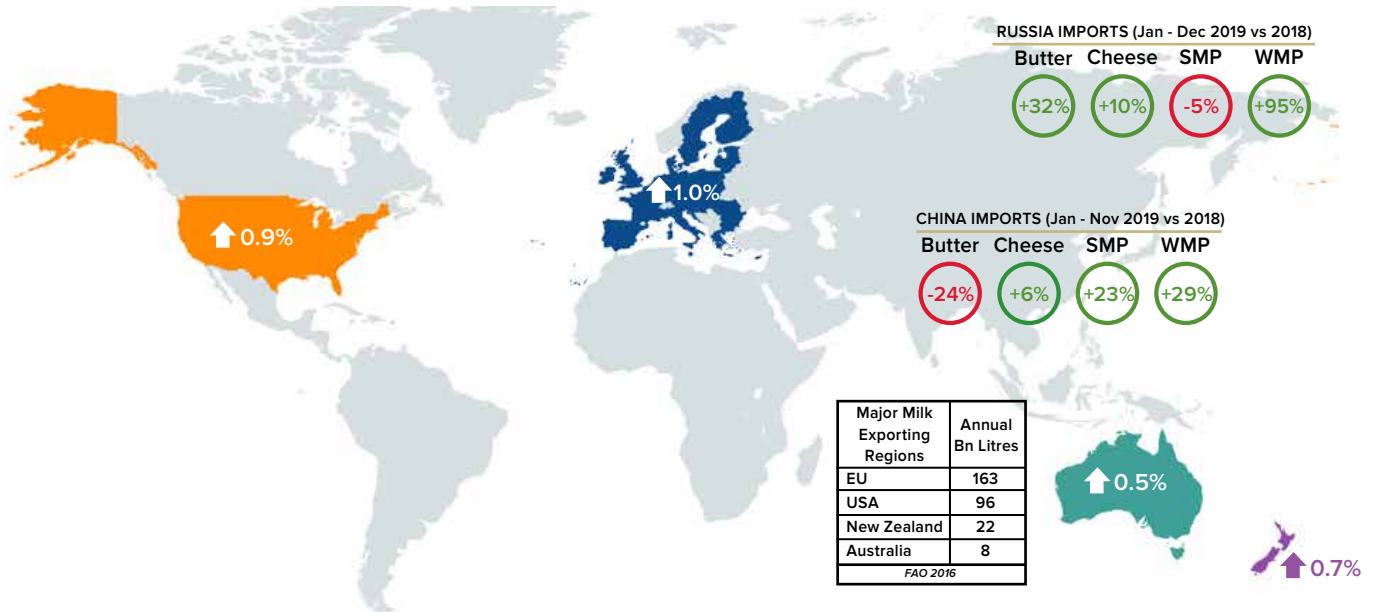 RUSSIA IMPORTS (Jan - Dec 2019 vs 2018)
Butter Cheese SMP WMP
+32% +10% -5% +95%
1.0%
0.9%
CHINA IMPORTS (Jan - Nov 2019 vs 2018)
Butter Cheese SMP WMP
-24% +6% +23% +29%
Major Milk Exporting Regions
Annual Bn Litres
EU 163
USA 96
New Zealand 22
Australia 8
FAO 2016
0.5%
0.7%